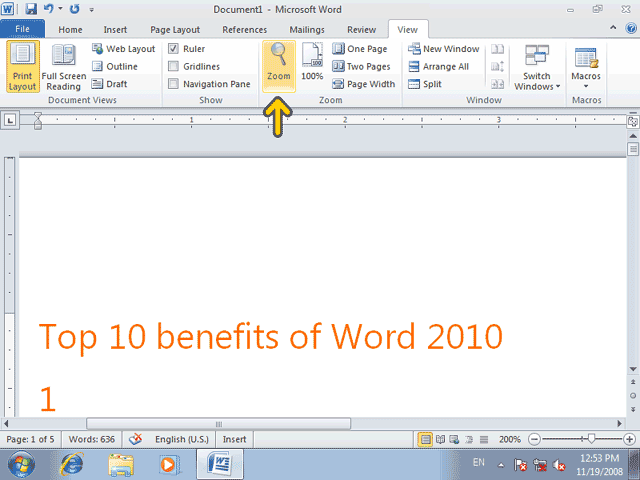 Document1 - Microsoft Word
File Home Insert Page Layout References Mailings Review View
Print Layout
Full Screen Reading
Web Layout
Outline
Draft
Document Views
Ruler
Gridlines
Navigation Pane
Show
Zoom
100%
One Page
Two Pages
Page Width
Zoom
New Window
Arrange All
Split
Switch Windows
Window
Macros
Macros
1 2 3
Top 10 benefits of Word 2010
1
Page: 1 of 5 Words: 636 English (U.S.) Insert 200%
EN 12:53 PM
11/19/2008